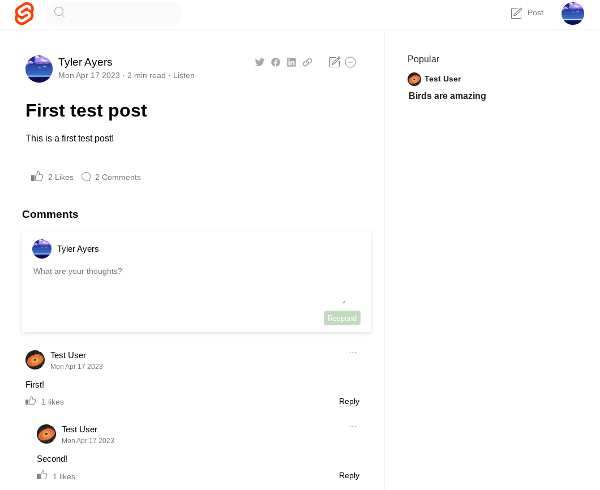 Post
Tyler Ayers
Mon Apr 17 2023 · 2 min read · Listen
First test post
This is a first test post!
2 Likes 2 Comments
Comments
Tyler Ayers
What are your thoughts?
Respond
Test User
Mon Apr 17 2023
First!
1 likes Reply
Test User
Mon Apr 17 2023
Second!
1 likes Reply
Popular
Test User
Birds are amazing